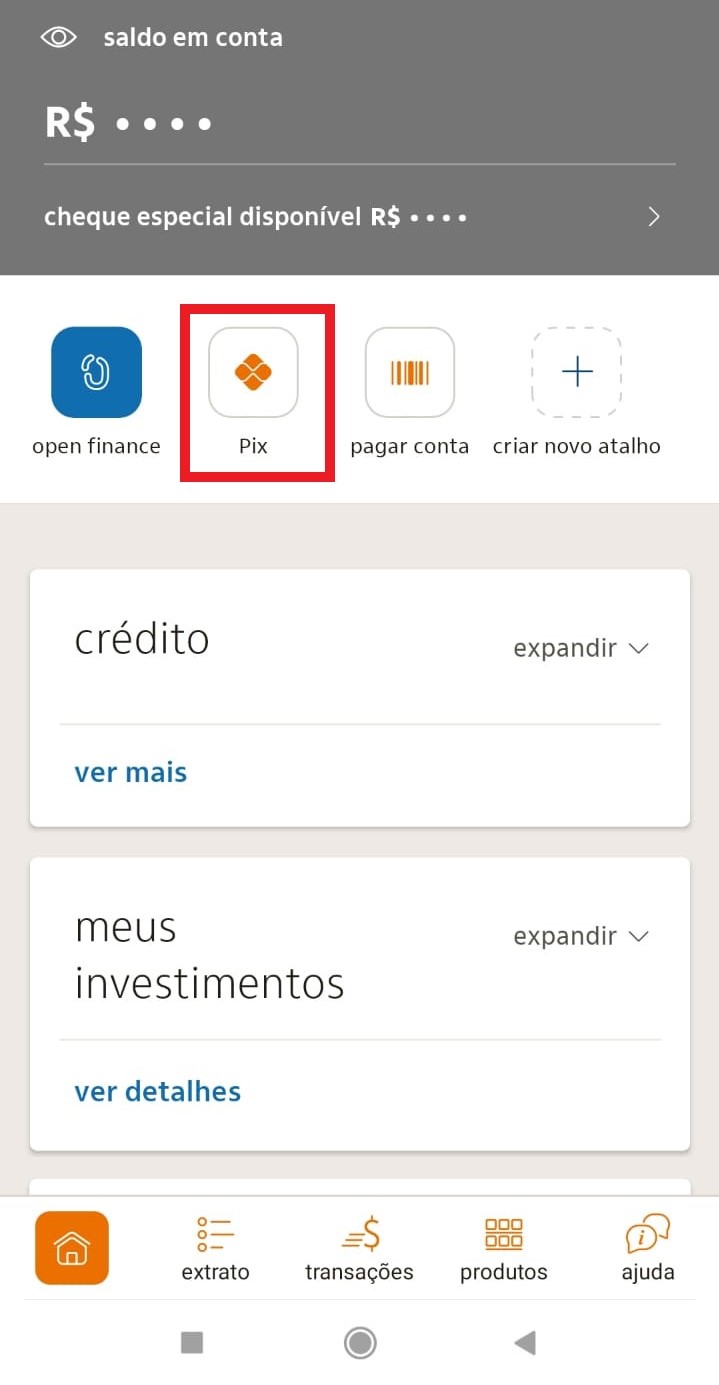 saldo em conta
R$ ••••
cheque especial disponível R$ ••••
open finance
Pix
pagar conta
criar novo atalho
crédito
expandir
ver mais
meus
investimentos
expandir
ver detalhes
extrato
transações
produtos
ajuda